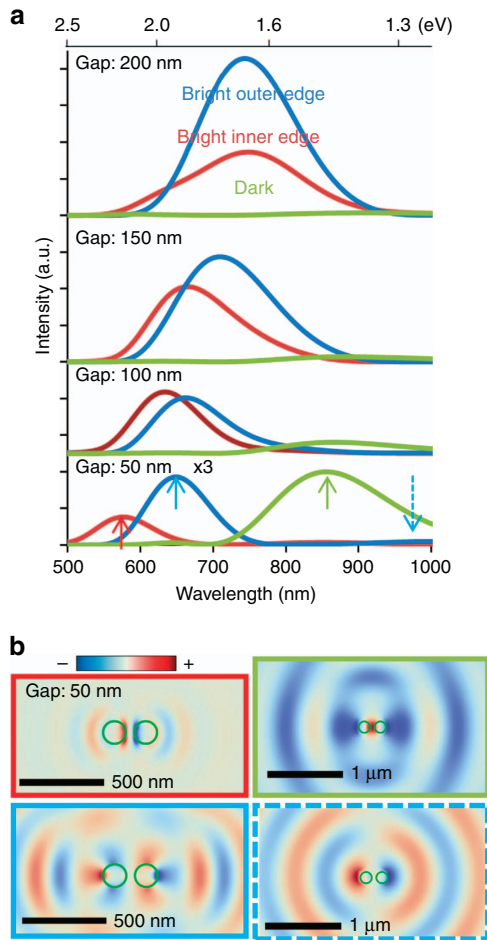 a
2.5 2.0 1.6 1.3 (eV)
Gap: 200 nm
Bright outer edge
Bright inner edge
Dark
Gap: 150 nm
Intensity (a.u.)
Gap: 100 nm
Gap: 50 nm x3
500 600 700 800 900 1000
Wavelength (nm)
b
– +
Gap: 50 nm
500 nm
1 μm
500 nm
1 μm